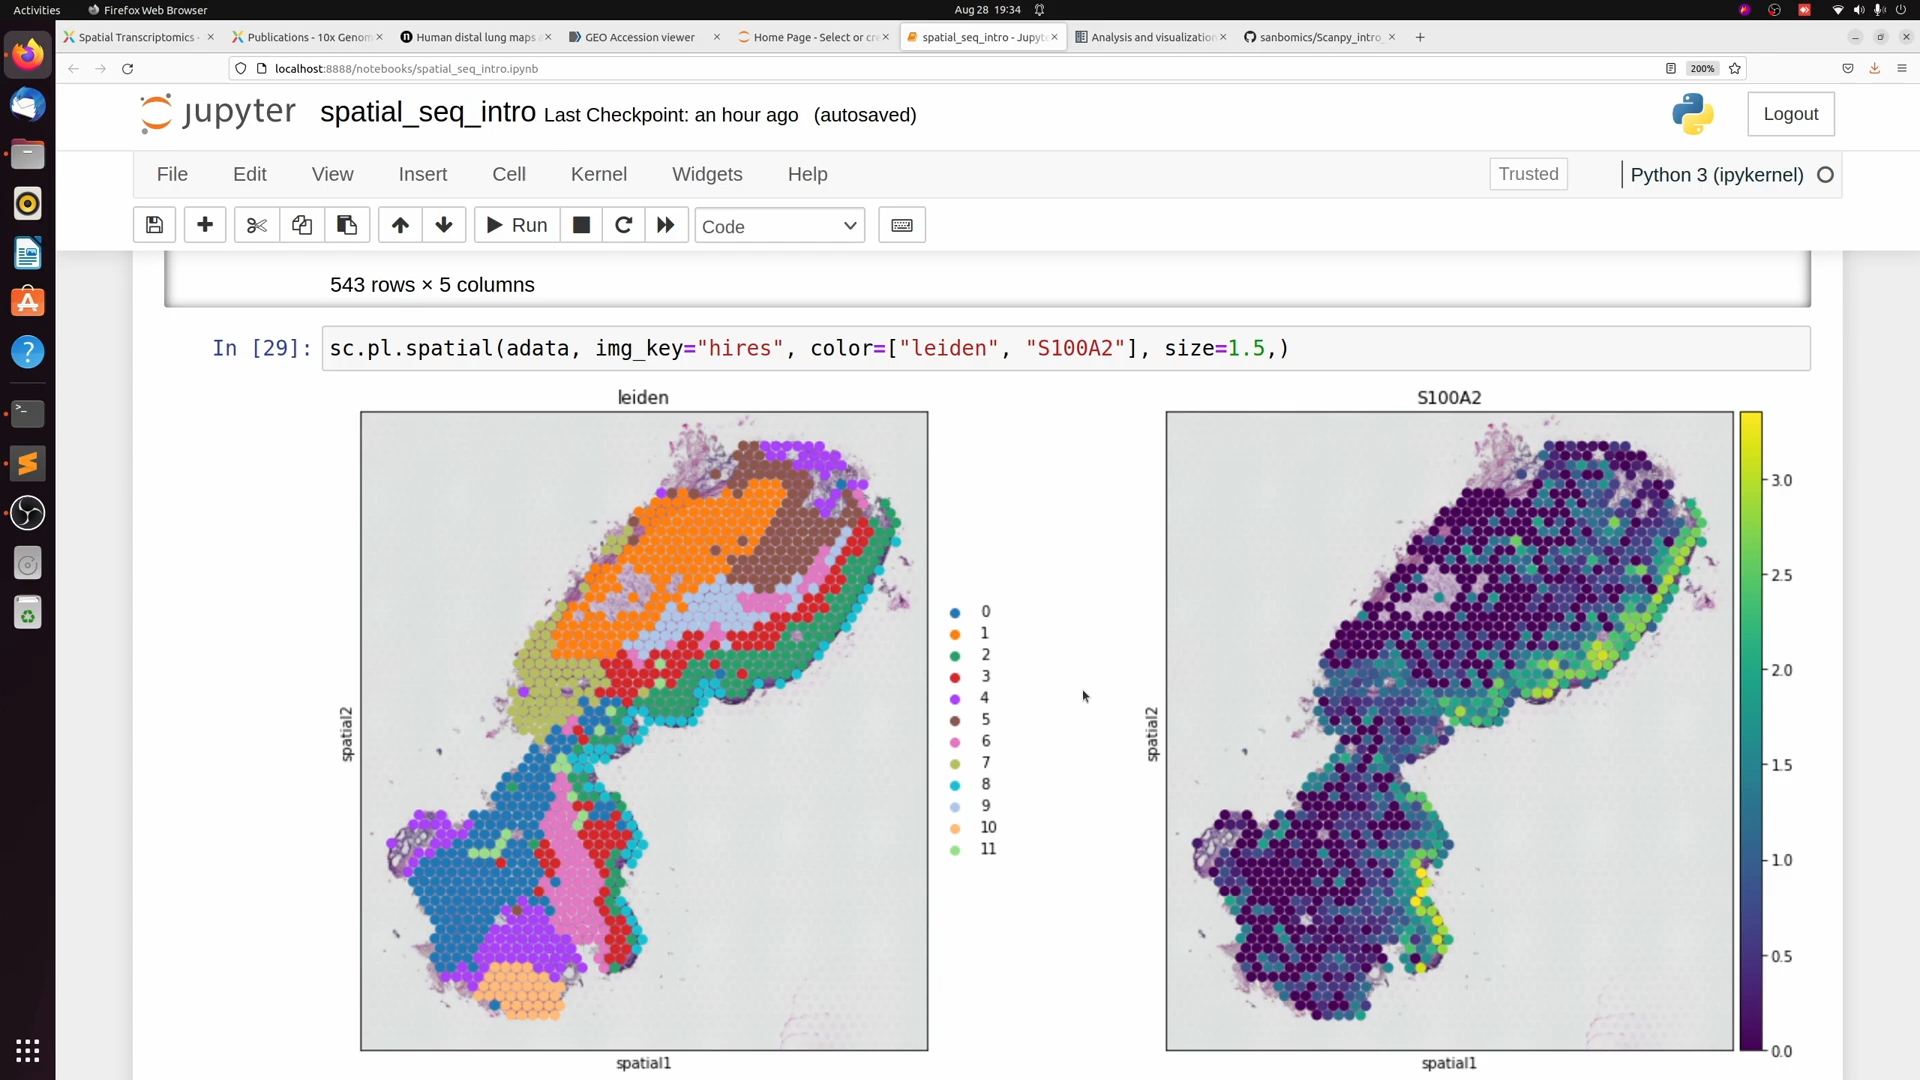 Activities
Firefox Web Browser
Aug 28 19:34
Spatial Transcriptomics -
Publications - 10x Genom
Human distal lung maps a
GEO Accession viewer
Home Page - Select or cre
spatial_seq_intro - Jupyte
Analysis and visualization
sanbomics/Scanpy_intro_
localhost:8888/notebooks/spatial_seq_intro.ipynb
200%
jupyter
spatial_seq_intro Last Checkpoint: an hour ago (autosaved)
Logout
File Edit View Insert Cell Kernel Widgets Help
Trusted
Python 3 (ipykernel)
Run
Code
543 rows × 5 columns
In [29]: sc.pl.spatial(adata, img_key="hires", color=["leiden", "S100A2"], size=1.5,)
leiden
spatial2
spatial1
0
1
2
3
4
5
6
7
8
9
10
11
S100A2
spatial2
spatial1
3.0
2.5
2.0
1.5
1.0
0.5
0.0